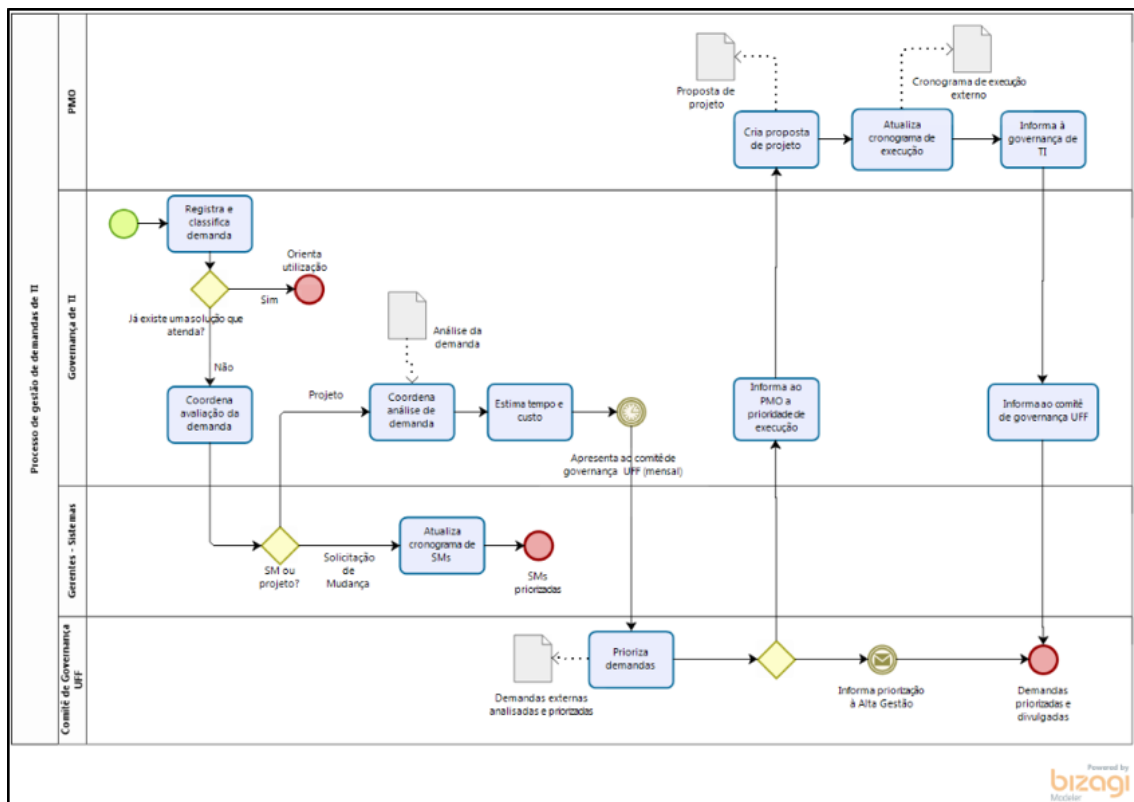 Processo de gestão de demandas de TI
PMO
Proposta de
projeto
Cronograma de execução
externo
Cria proposta
de projeto
Atualiza
cronograma de
execução
Informa à
governança de
TI
Governança de TI
Registra e
classifica
demanda
Orienta
utilização
Sim
Já existe uma solução que
atenda?
Não
Análise da
demanda
Coordena
avaliação da
demanda
Projeto
Coordena
análise de
demanda
Estima tempo e
custo
Apresenta ao comitê de
governança UFF (mensal)
Informa ao
PMO a
prioridade de
execução
Informa ao comitê
de governança UFF
Gerentes - Sistemas
SM ou
projeto?
Solicitação
de
Mudança
Atualiza
cronograma de
SMs
SMs
priorizadas
Comitê de Governança
UFF
Demandas externas
analisadas e priorizadas
Prioriza
demandas
Informa priorização
à Alta Gestão
Demandas
priorizadas e
divulgadas
Powered by
bizagi
Modeler